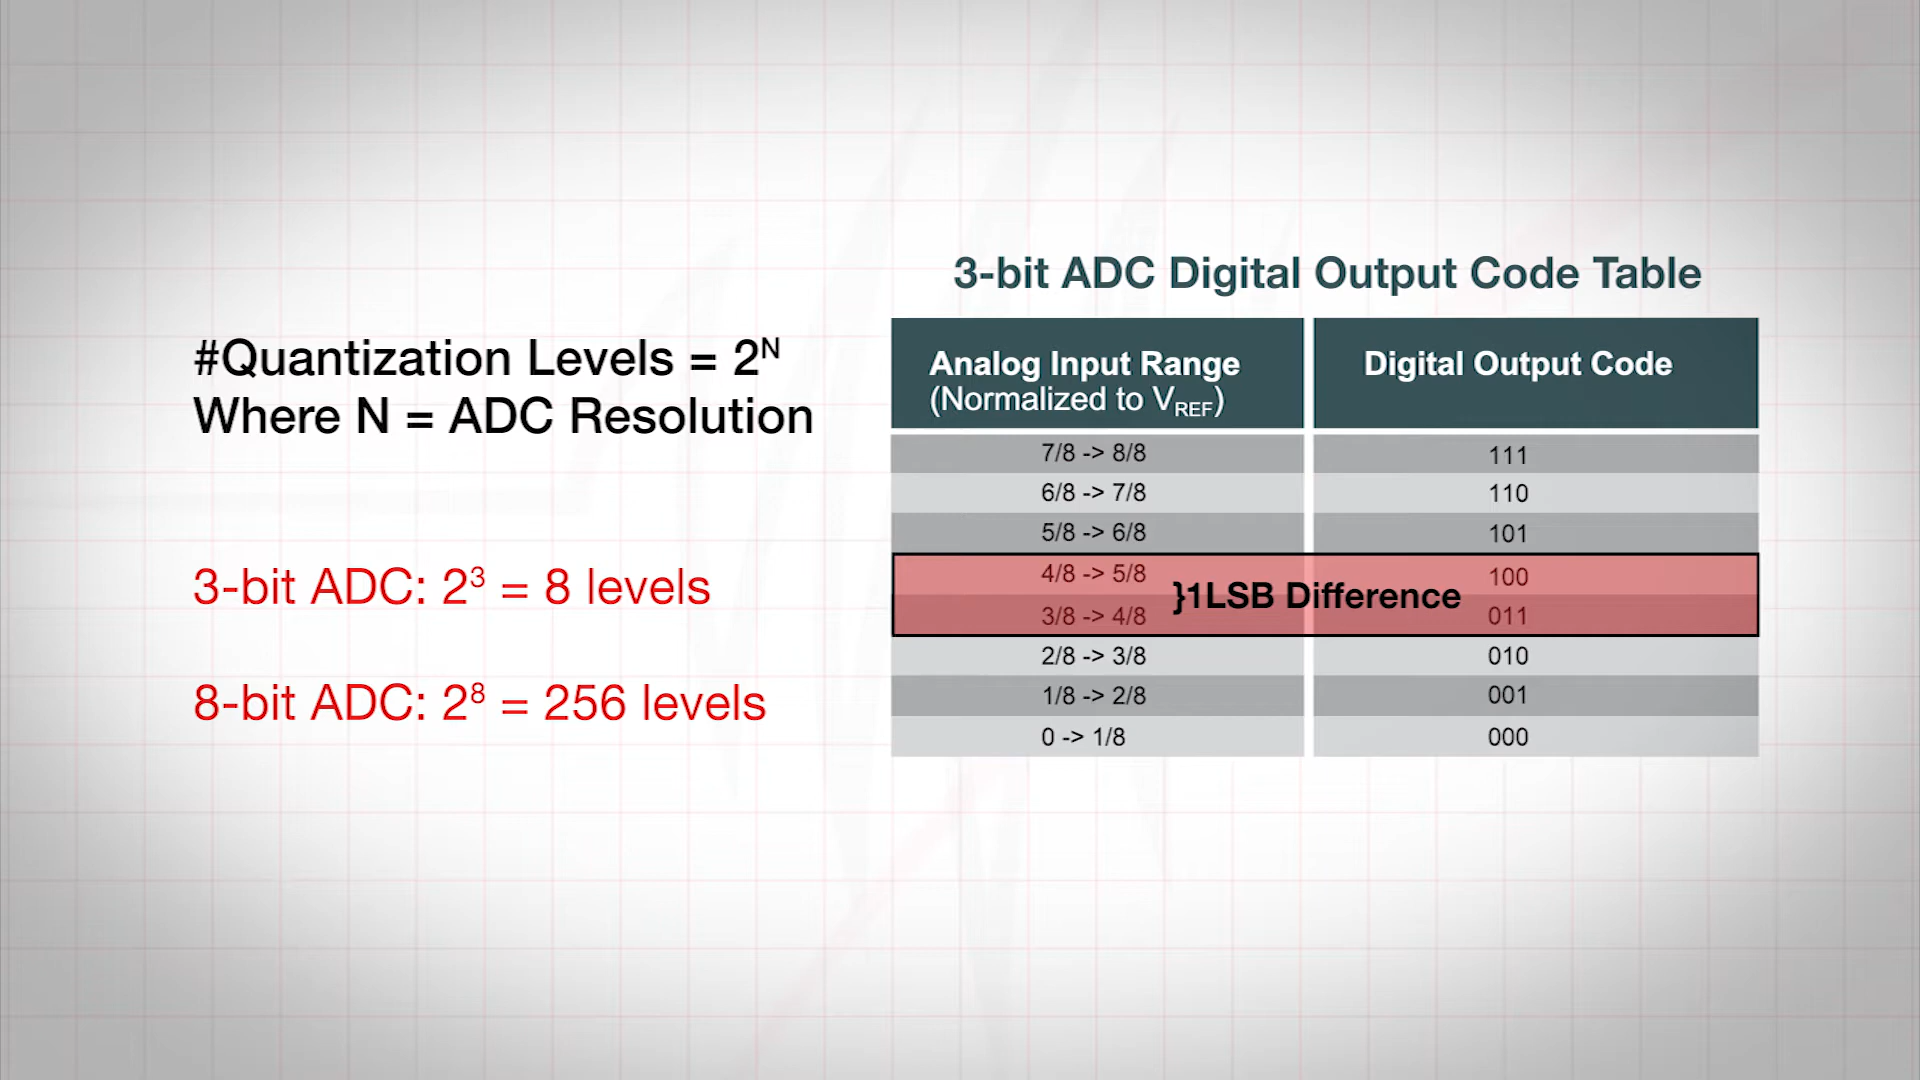 #Quantization Levels = 2ᴺ
Where N = ADC Resolution
3-bit ADC: 2³ = 8 levels
8-bit ADC: 2⁸ = 256 levels
3-bit ADC Digital Output Code Table
Analog Input Range Digital Output Code
(Normalized to VREF)
7/8 -> 8/8 111
6/8 -> 7/8 110
5/8 -> 6/8 101
4/8 -> 5/8 100
}1LSB Difference
3/8 -> 4/8 011
2/8 -> 3/8 010
1/8 -> 2/8 001
0 -> 1/8 000